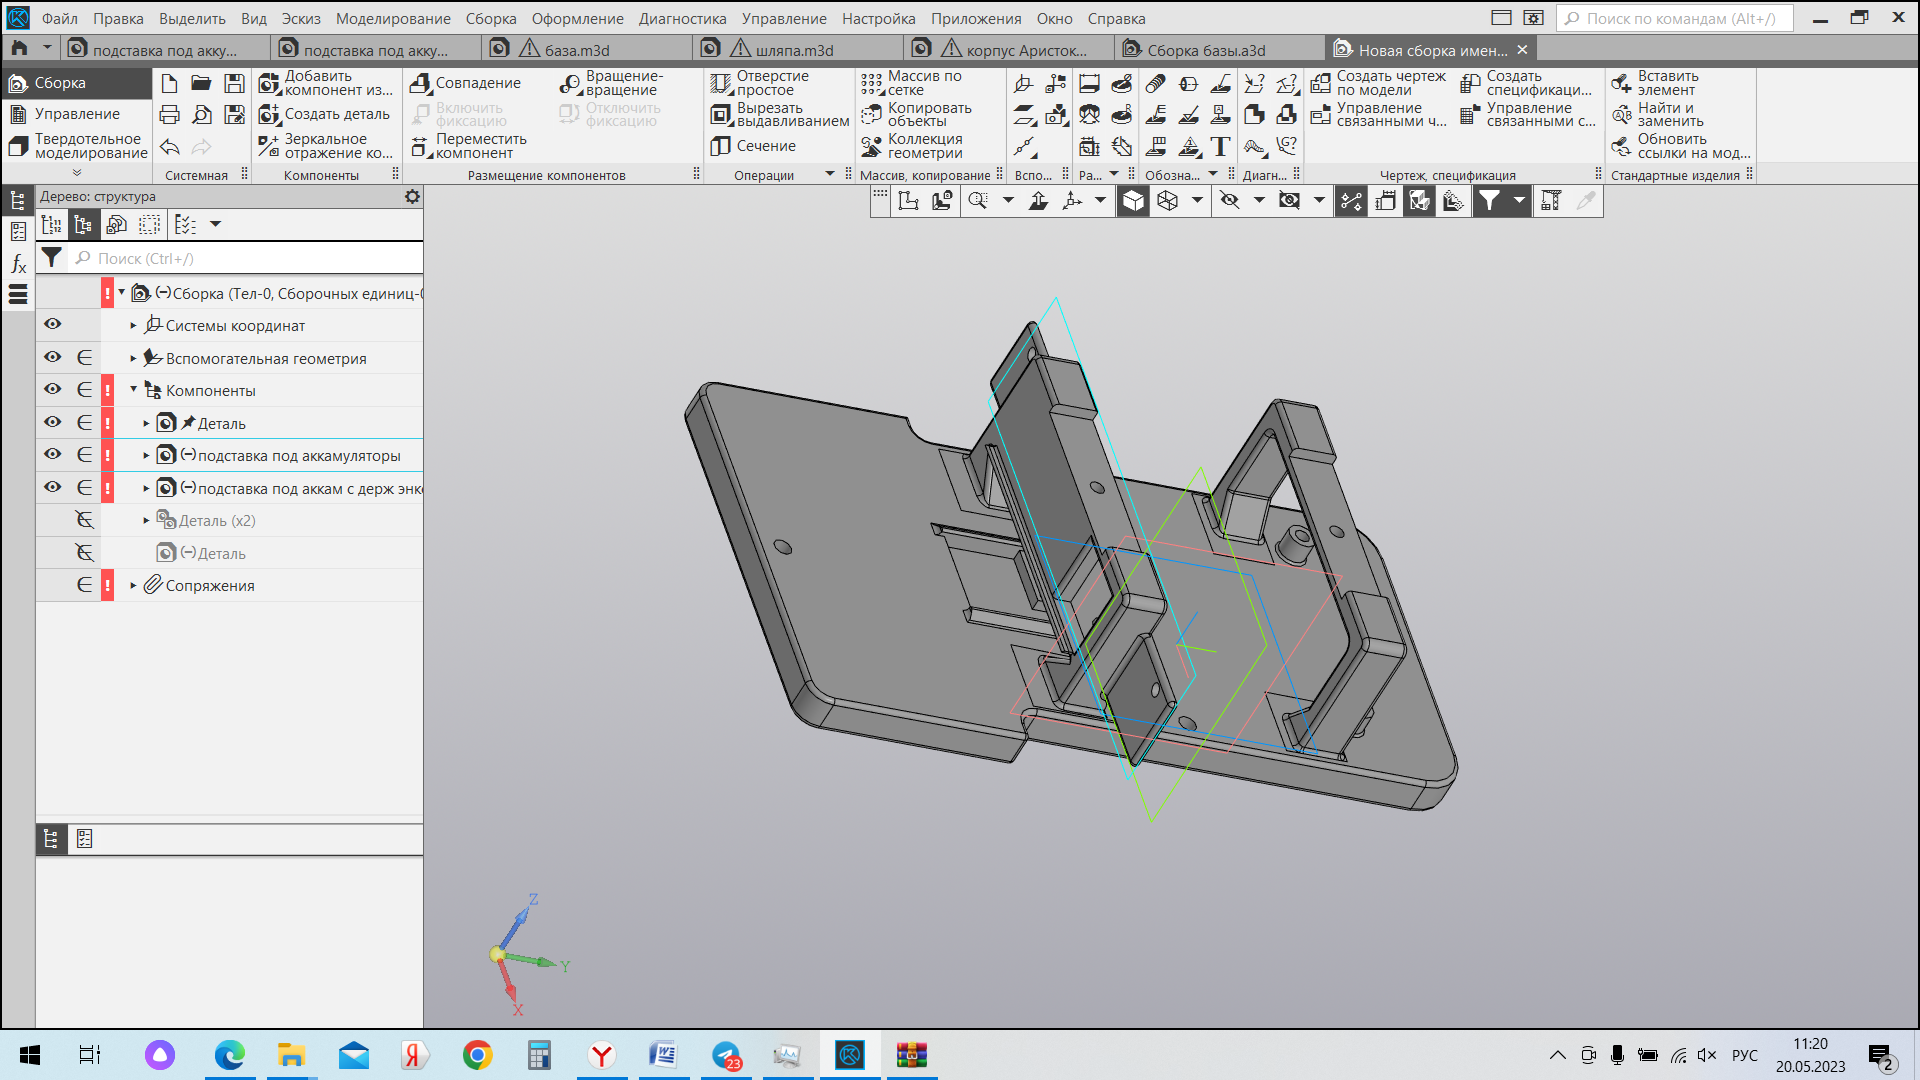 Файл Правка Выделить Вид Эскиз Моделирование Сборка Оформление Диагностика Управление Настройка Приложения Окно Справка
Поиск по командам (Alt+/)
подставка под акку... подставка под акку... база.m3d шляпа.m3d корпус Аристок... Сборка базы.a3d Новая сборка имен...
Сборка
Управление
Твердотельное
моделирование
Системная
Добавить
компонент из...
Создать деталь
Зеркальное
отражение ко...
Компоненты
Совпадение
Включить
фиксацию
Переместить
компонент
Вращение-
вращение
Отключить
фиксацию
Размещение компонентов
Отверстие
простое
Вырезать
выдавливанием
Сечение
Операции
Массив по
сетке
Копировать
объекты
Коллекция
геометрии
Массив, копирование
Вспо...
Ра...
Обозна...
Диагн...
Создать чертеж
по модели
Управление
связанными ч...
Создать
спецификаци...
Управление
связанными с...
Чертеж, спецификация
Вставить
элемент
Найти и
заменить
Обновить
ссылки на мод...
Стандартные изделия
Дерево: структура
Поиск (Ctrl+/)
(-)Сборка (Тел-0, Сборочных единиц-0
Системы координат
Вспомогательная геометрия
Компоненты
Деталь
(-)подставка под аккамуляторы
(-)подставка под аккам с держ энк
Деталь (x2)
(-)Деталь
Сопряжения
Z
Y
X
23
РУС
11:20
20.05.2023
2